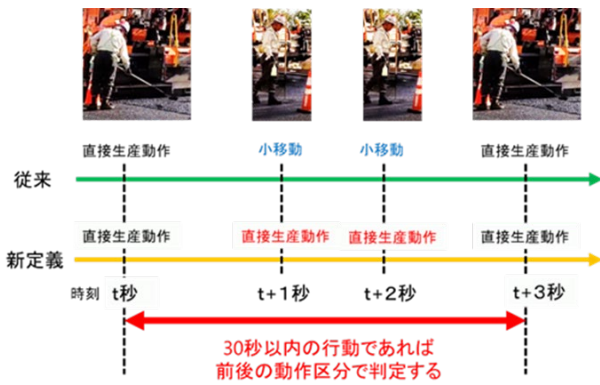 直接生産動作 小移動 小移動 直接生産動作
従来
直接生産動作 直接生産動作 直接生産動作 直接生産動作
新定義
時刻 t秒 t+1秒 t+2秒 t+3秒
30秒以内の行動であれば
前後の動作区分で判定する